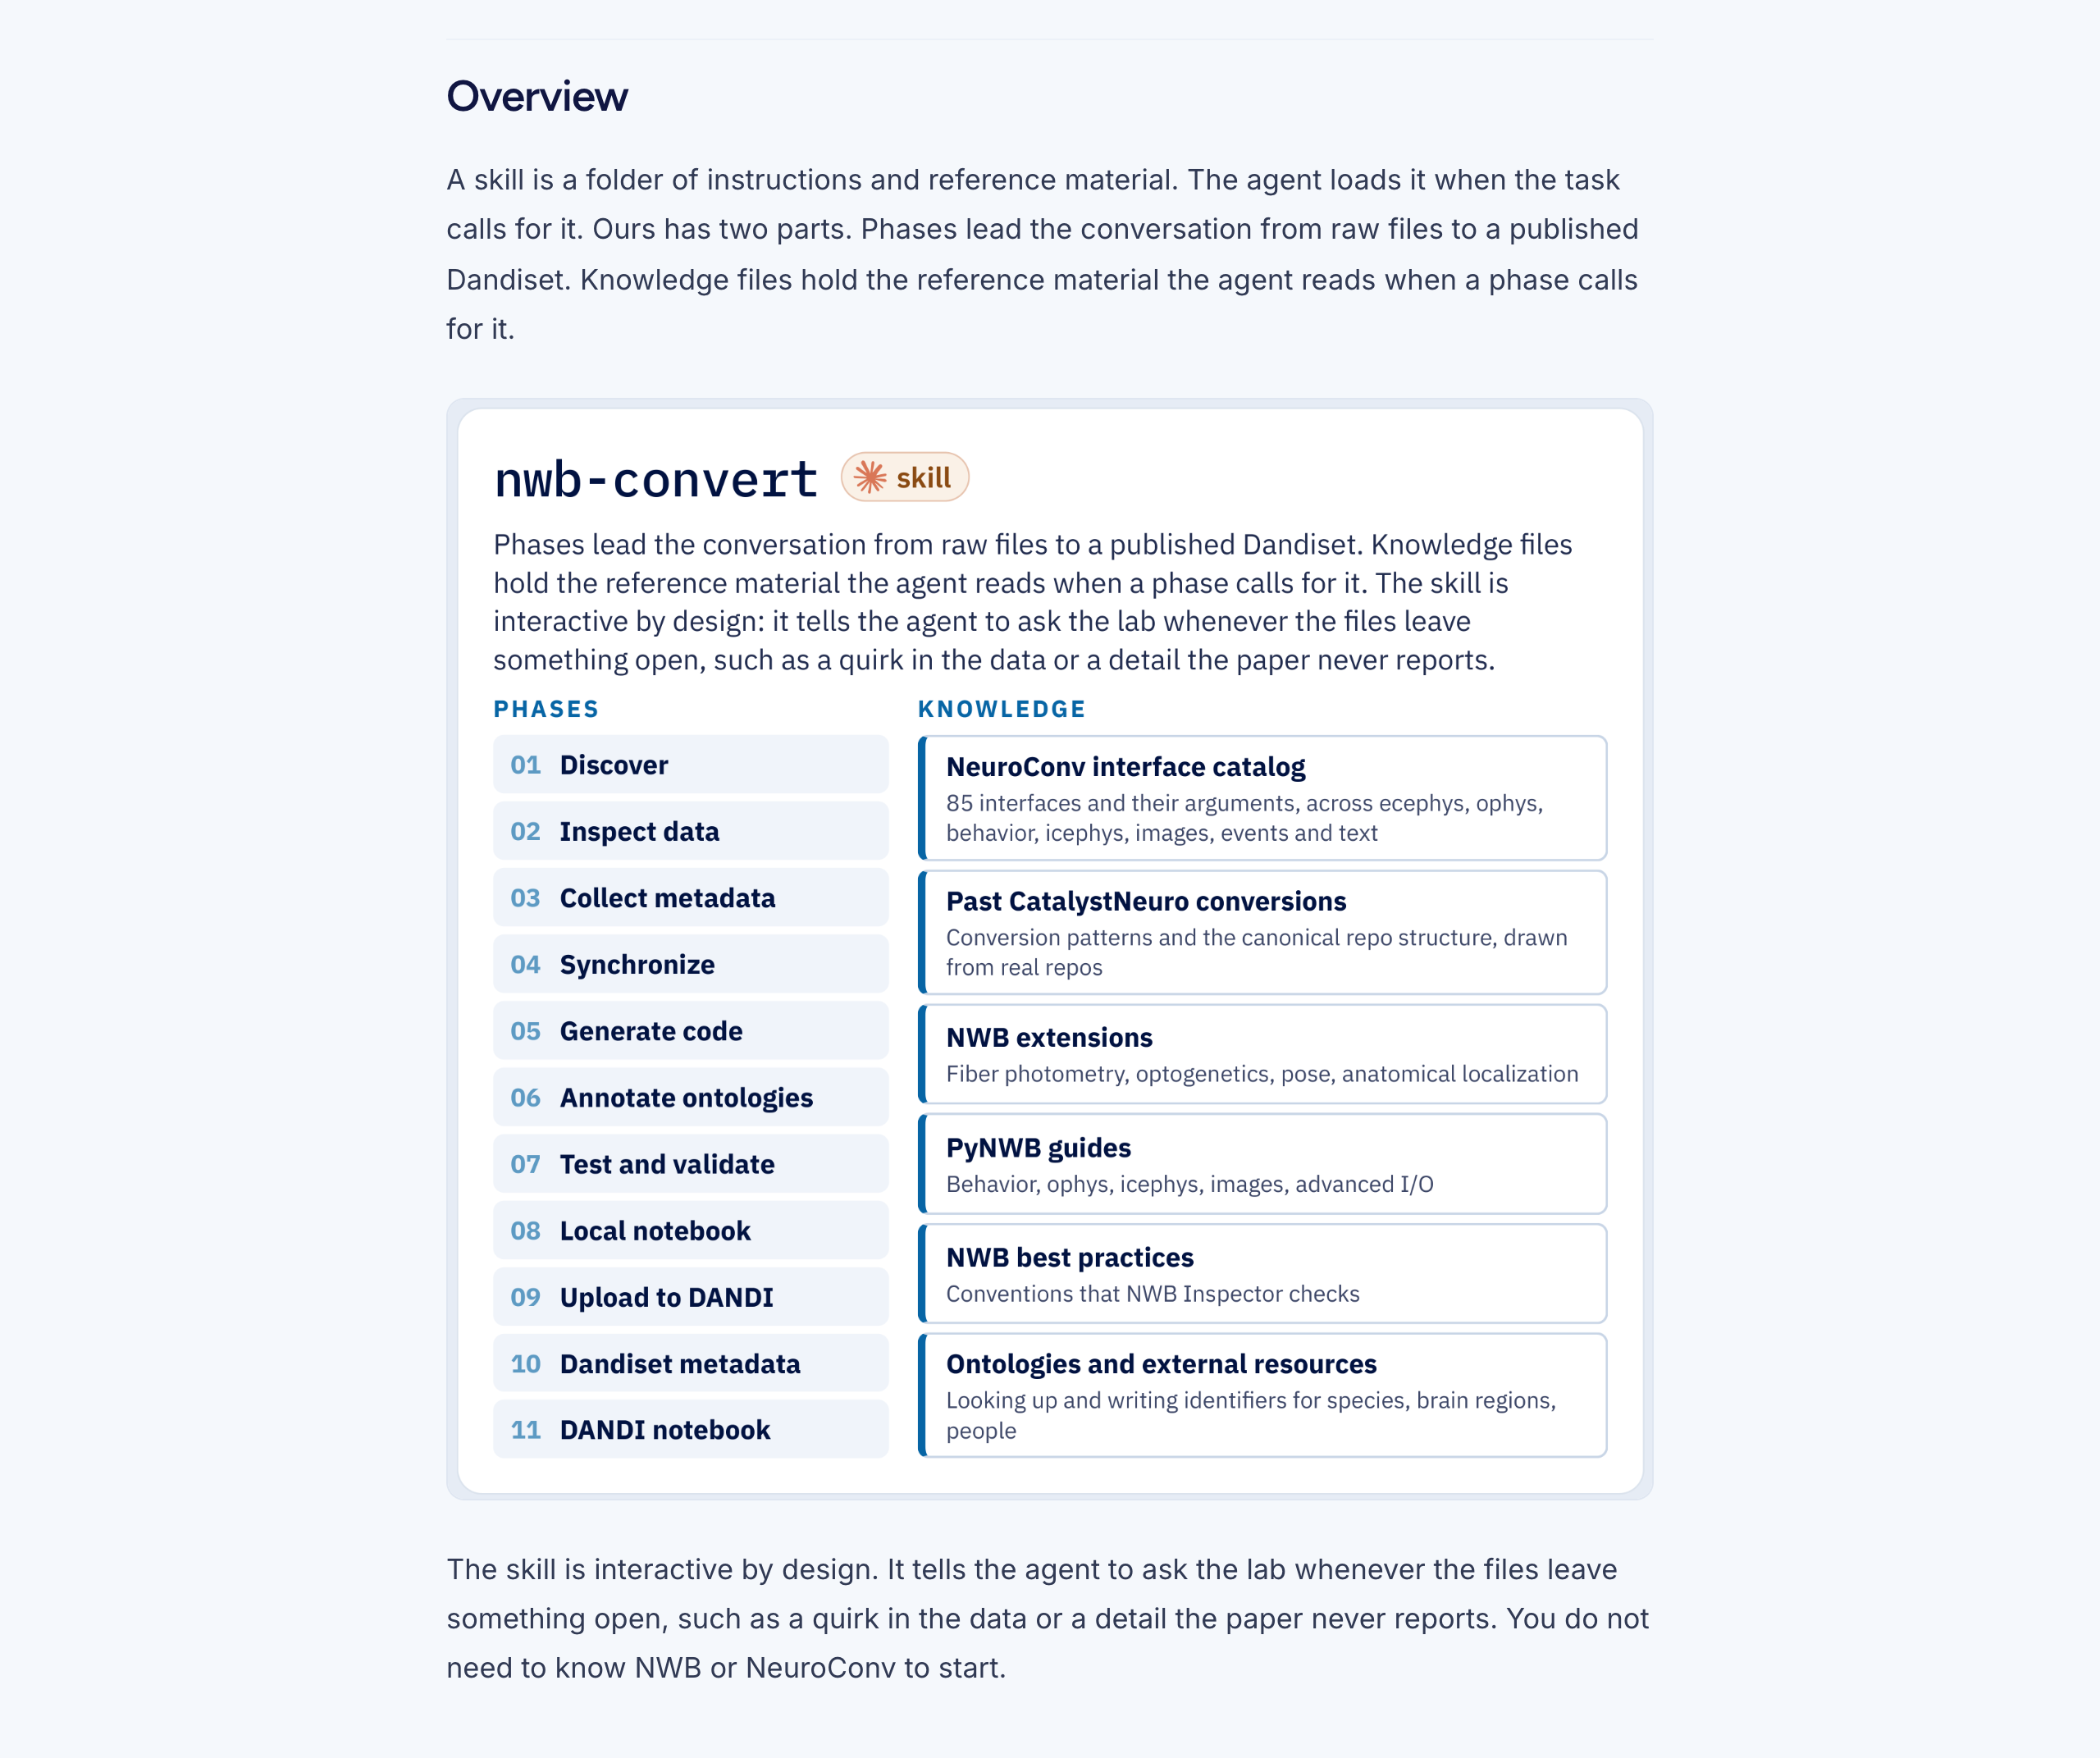 Overview
A skill is a folder of instructions and reference material. The agent loads it when the task
calls for it. Ours has two parts. Phases lead the conversation from raw files to a published
Dandiset. Knowledge files hold the reference material the agent reads when a phase calls
for it.
nwb-convert
skill
Phases lead the conversation from raw files to a published Dandiset. Knowledge files
hold the reference material the agent reads when a phase calls for it. The skill is
interactive by design: it tells the agent to ask the lab whenever the files leave
something open, such as a quirk in the data or a detail the paper never reports.
PHASES
01 Discover
02 Inspect data
03 Collect metadata
04 Synchronize
05 Generate code
06 Annotate ontologies
07 Test and validate
08 Local notebook
09 Upload to DANDI
10 Dandiset metadata
11 DANDI notebook
KNOWLEDGE
NeuroConv interface catalog
85 interfaces and their arguments, across ecephys, ophys,
behavior, icephys, images, events and text
Past CatalystNeuro conversions
Conversion patterns and the canonical repo structure, drawn
from real repos
NWB extensions
Fiber photometry, optogenetics, pose, anatomical localization
PyNWB guides
Behavior, ophys, icephys, images, advanced I/O
NWB best practices
Conventions that NWB Inspector checks
Ontologies and external resources
Looking up and writing identifiers for species, brain regions,
people
The skill is interactive by design. It tells the agent to ask the lab whenever the files leave
something open, such as a quirk in the data or a detail the paper never reports. You do not
need to know NWB or NeuroConv to start.